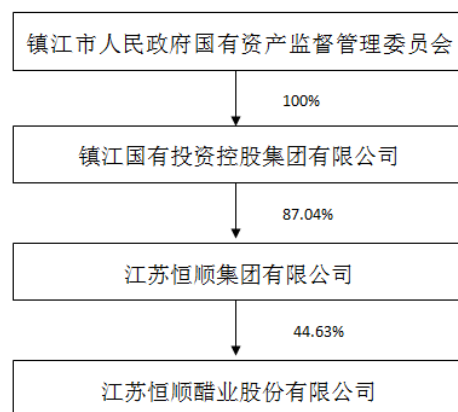 镇江市人民政府国有资产监督管理委员会
100%
镇江国有投资控股集团有限公司
87.04%
江苏恒顺集团有限公司
44.63%
江苏恒顺醋业股份有限公司